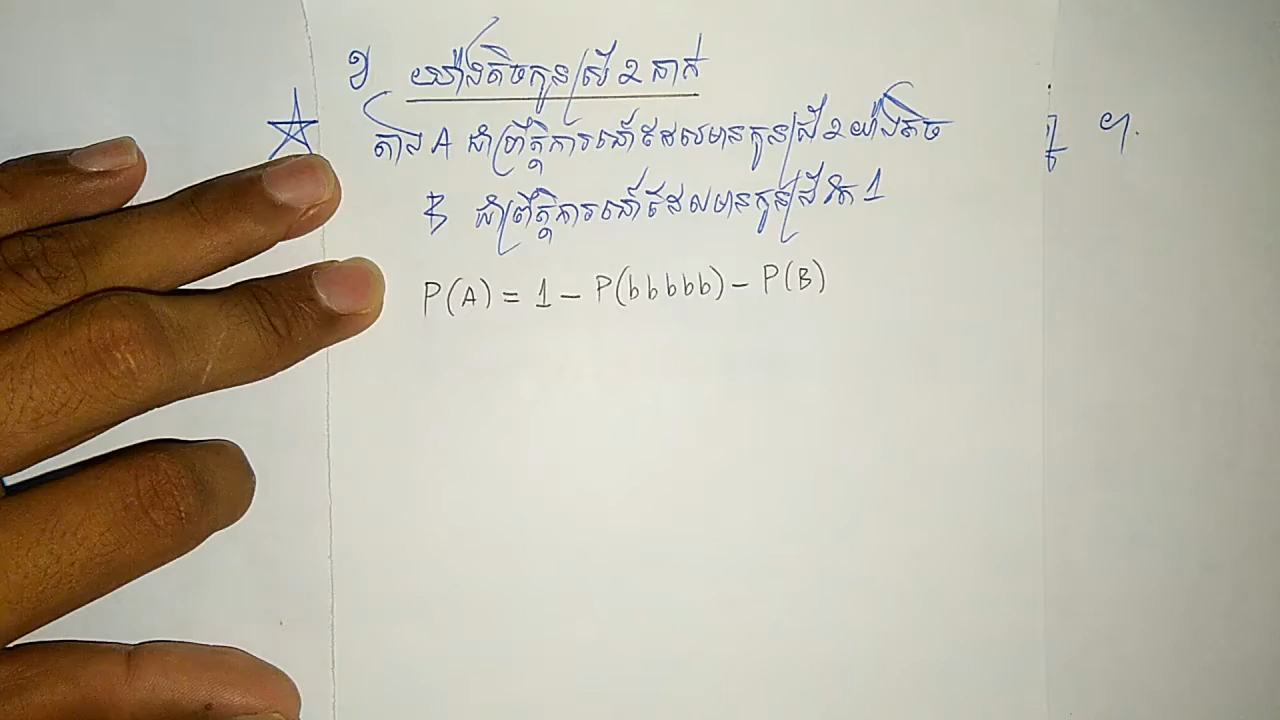 ខ) យ៉ាងតិចកូនស្រី ២ នាក់
តាង A ជាព្រឹត្តិការណ៍ដែលមានកូនស្រី ២ យ៉ាងតិច
B ជាព្រឹត្តិការណ៍ដែលមានកូនស្រីតែ 1
P(A) = 1 - P(bbbbb) - P(B)